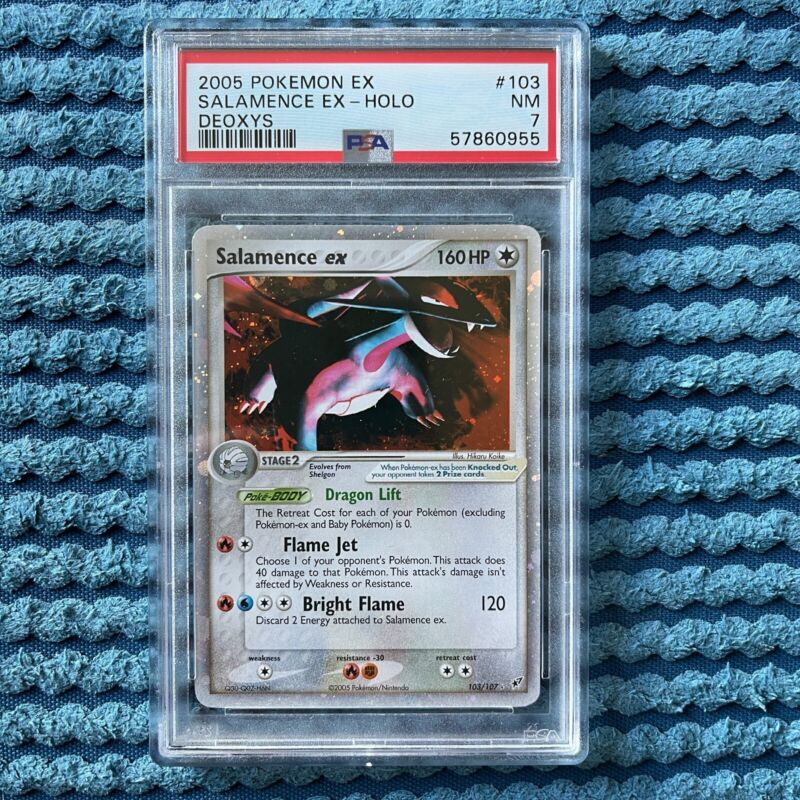 2005 POKEMON EX #103
SALAMENCE EX - HOLO NM
DEOXYS 7
PSA 57860955
Salamence ex 160 HP
Illus. Hikaru Koike
STAGE 2 Evolves from
Shelgon
When Pokémon-ex has been Knocked Out,
your opponent takes 2 Prize cards.
Poké-BODY Dragon Lift
The Retreat Cost for each of your Pokémon (excluding
Pokémon-ex and Baby Pokémon) is 0.
Flame Jet
Choose 1 of your opponent's Pokémon. This attack does
40 damage to that Pokémon. This attack's damage isn't
affected by Weakness or Resistance.
Bright Flame 120
Discard 2 Energy attached to Salamence ex.
weakness resistance -30 retreat cost
©2005 Pokémon/Nintendo 103/107
PSA